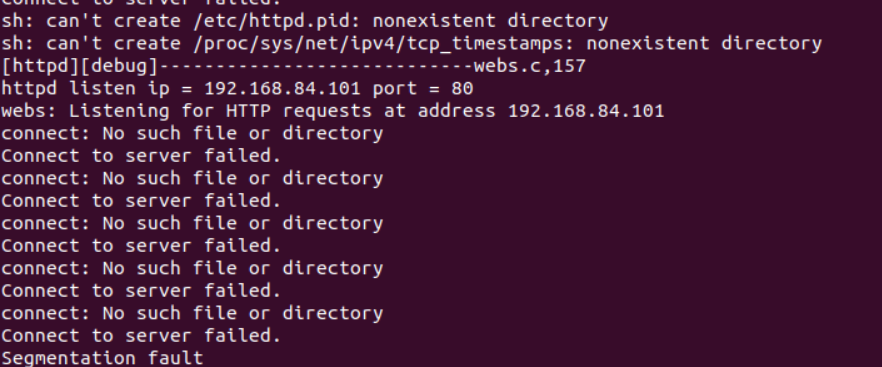 Connect to server failed.
sh: can't create /etc/httpd.pid: nonexistent directory
sh: can't create /proc/sys/net/ipv4/tcp_timestamps: nonexistent directory
[httpd][debug]----------------------------webs.c,157
httpd listen ip = 192.168.84.101 port = 80
webs: Listening for HTTP requests at address 192.168.84.101
connect: No such file or directory
Connect to server failed.
connect: No such file or directory
Connect to server failed.
connect: No such file or directory
Connect to server failed.
connect: No such file or directory
Connect to server failed.
connect: No such file or directory
Connect to server failed.
Segmentation fault